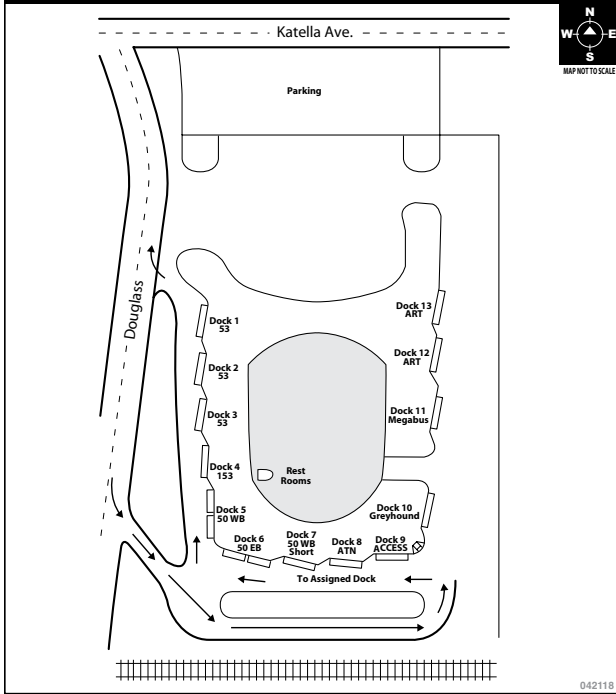 Katella Ave.
N
W E
S
MAP NOT TO SCALE
Parking
Douglass
Dock 1
53
Dock 2
53
Dock 3
53
Dock 4
153
Dock 5
50 WB
Dock 6
50 EB
Dock 7
50 WB
Short
Dock 8
ATN
Dock 9
ACCESS
Dock 10
Greyhound
Dock 11
Megabus
Dock 12
ART
Dock 13
ART
Rest
Rooms
To Assigned Dock
042118